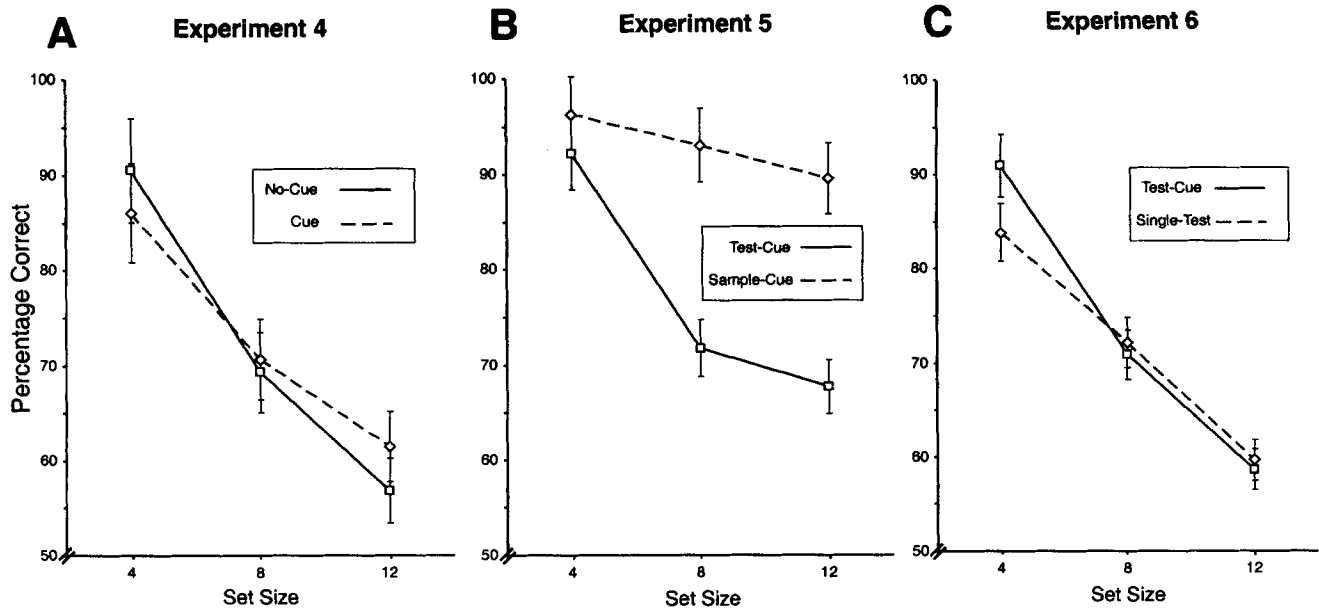 A Experiment 4
Percentage Correct
100
90
80
70
60
50
No-Cue
Cue
4 8 12
Set Size
B Experiment 5
100
90
80
70
60
50
Test-Cue
Sample-Cue
4 8 12
Set Size
C Experiment 6
100
90
80
70
60
50
Test-Cue
Single-Test
4 8 12
Set Size